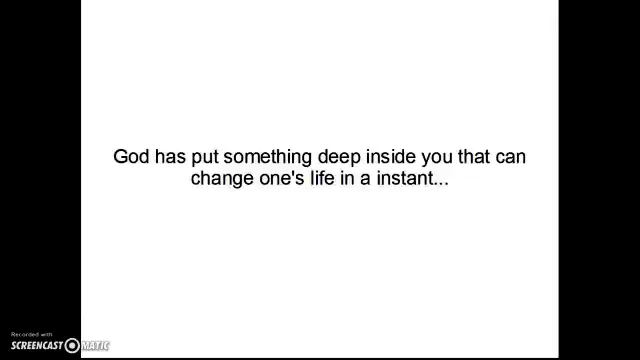 God has put something deep inside you that can
change one's life in a instant...
Recorded with
SCREENCAST MATIC